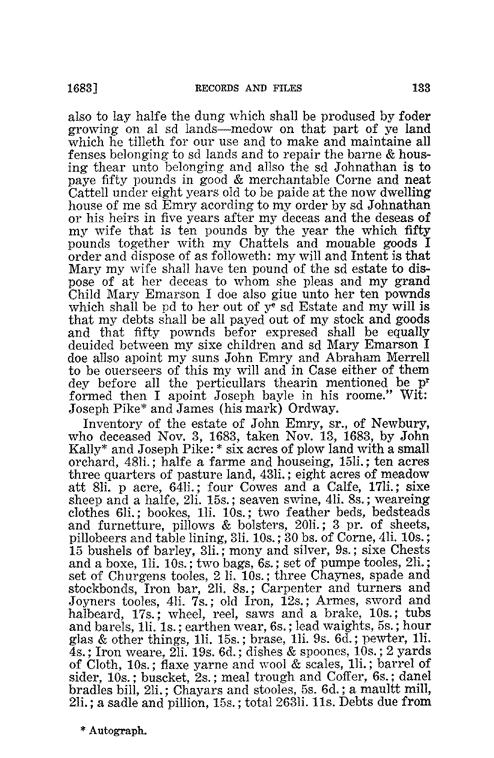 1683]	RECORDS AND FILES	133
also to lay halfe the dung which shall be prodused by foder
growing on al sd lands—medow on that part of ye land
which he tilleth for our use and to make and maintaine all
fenses belonging to sd lands and to repair the barne & hous-
ing thear unto belonging and allso the sd Johnathan is to
paye fifty pounds in good & merchantable Corne and neat
Cattell under eight years old to be paide at the now dwelling
house of me sd Emry acording to my order by sd Johnathan
or his heirs in five years after my deceas and the deseas of
my wife that is ten pounds by the year the which fifty
pounds together with my Chattels and mouable goods I
order and dispose of as followeth: my will and Intent is that
Mary my wife shall have ten pound of the sd estate to dis-
pose of at her deceas to whom she pleas and my grand
Child Mary Emarson I doe also giue unto her ten pownds
which shall be pd to her out of yᵉ sd Estate and my will is
that my debts shall be all payed out of my stock and goods
and that fifty pownds befor expresed shall be equally
deuided between my sixe children and sd Mary Emarson I
doe allso apoint my suns John Emry and Abraham Merrell
to be ouerseers of this my will and in Case either of them
dey before all the perticullars thearin mentioned be pʳ
formed then I apoint Joseph bayle in his roome." Wit:
Joseph Pike* and James (his mark) Ordway.
Inventory of the estate of John Emry, sr., of Newbury,
who deceased Nov. 3, 1683, taken Nov. 13, 1683, by John
Kally* and Joseph Pike:* six acres of plow land with a small
orchard, 48li.; halfe a farme and houseing, 15li.; ten acres
three quarters of pasture land, 43li.; eight acres of meadow
att 8li. p acre, 64li.; four Cowes and a Calfe, 17li.; sixe
sheep and a halfe, 2li. 15s.; seaven swine, 4li. 8s.; weareing
clothes 6li.; bookes, 1li. 10s.; two feather beds, bedsteads
and furnetture, pillows & bolsters, 20li.; 3 pr. of sheets,
pillobeers and table lining, 3li. 10s.; 30 bs. of Corne, 4li. 10s.;
15 bushels of barley, 3li.; mony and silver, 9s.; sixe Chests
and a boxe, 1li. 10s.; two bags, 6s.; set of pumpe tooles, 2li.;
set of Churgens tooles, 2 li. 10s.; three Chaynes, spade and
stockbonds, Iron bar, 2li. 8s.; Carpenter and turners and
Joyners tooles, 4li. 7s.; old Iron, 12s.; Armes, sword and
halbeard, 17s.; wheel, reel, saws and a brake, 10s.; tubs
and barels, 1li. 1s.; earthen wear, 6s.; lead waights, 5s.; hour
glas & other things, 1li. 15s.; brase, 1li. 9s. 6d.; pewter, 1li.
4s.; Iron weare, 2li. 19s. 6d.; dishes & spoones, 10s.; 2 yards
of Cloth, 10s.; flaxe yarne and wool & scales, 1li.; barrel of
sider, 10s.; buscket, 2s.; meal trough and Coffer, 6s.; danel
bradles bill, 2li.; Chayars and stooles, 5s. 6d.; a maultt mill,
2li.; a sadle and pillion, 15s.; total 263li. 11s. Debts due from
* Autograph.